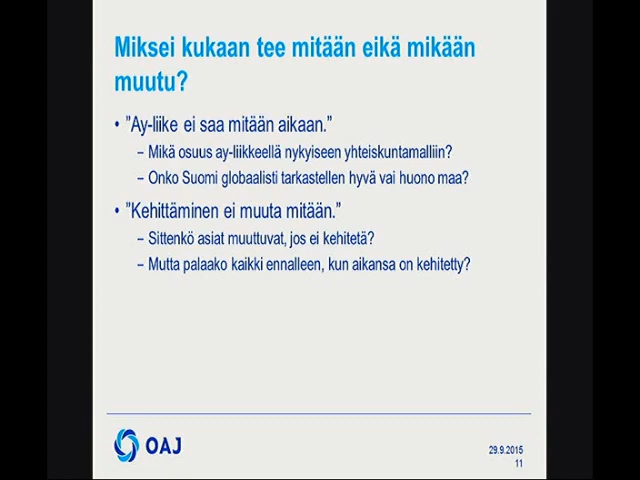 Miksei kukaan tee mitään eikä mikään
muutu?
• "Ay-liike ei saa mitään aikaan."
– Mikä osuus ay-liikkeellä nykyiseen yhteiskuntamalliin?
– Onko Suomi globaalisti tarkastellen hyvä vai huono maa?
• "Kehittäminen ei muuta mitään."
– Sittenkö asiat muuttuvat, jos ei kehitetä?
– Mutta palaako kaikki ennalleen, kun aikansa on kehitetty?
OAJ
29.9.2015
11